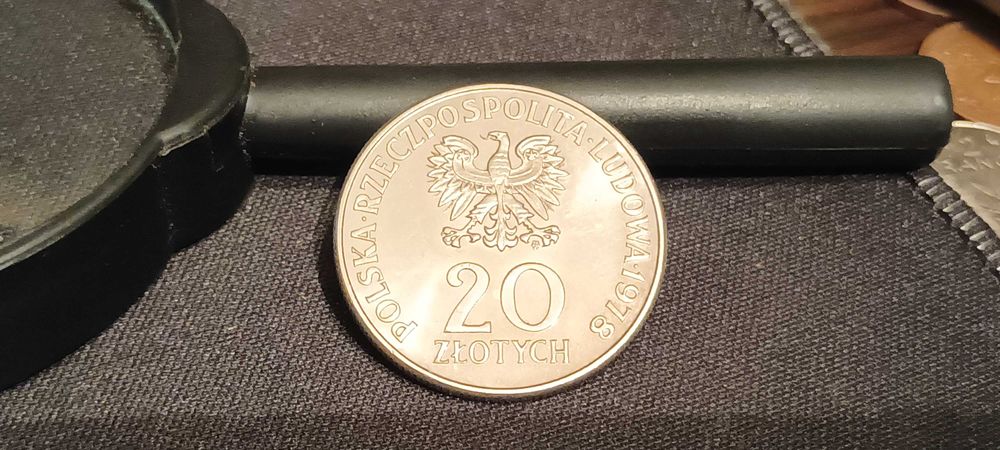 POLSKA·RZECZPOSPOLITA·LUDOWA·1978
20
ZŁOTYCH